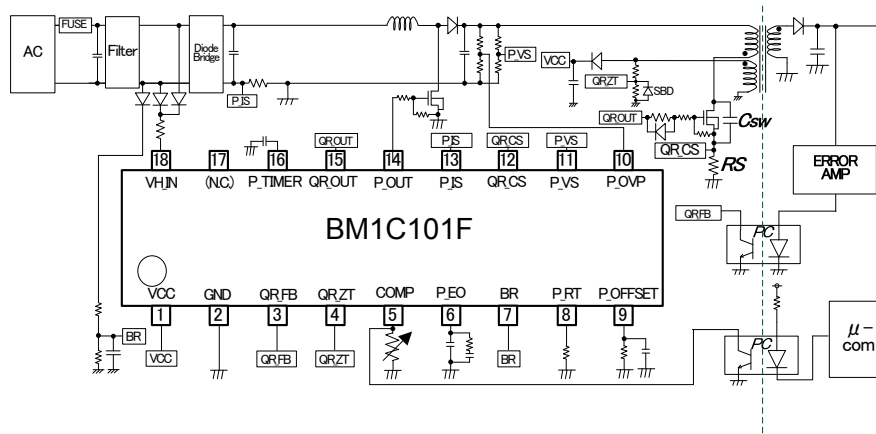 FUSE
AC
Filter
Diode
Bridge
P_IS
P_VS
VCC
QR_ZT
SBD
QR_OUT
Csw
QR_CS
RS
ERROR
AMP
QR_FB
PC
QR_OUT
P_IS
QR_CS
P_VS
18 17 16 15 14 13 12 11 10
VH_IN (N.C.) P_TIMER QR_OUT P_OUT P_IS QR_CS P_VS P_OVP
BM1C101F
VCC GND QR_FB QR_ZT COMP P_EO BR P_RT P_OFFSET
1 2 3 4 5 6 7 8 9
BR
VCC
QR_FB
QR_ZT
BR
PC
μ-
com